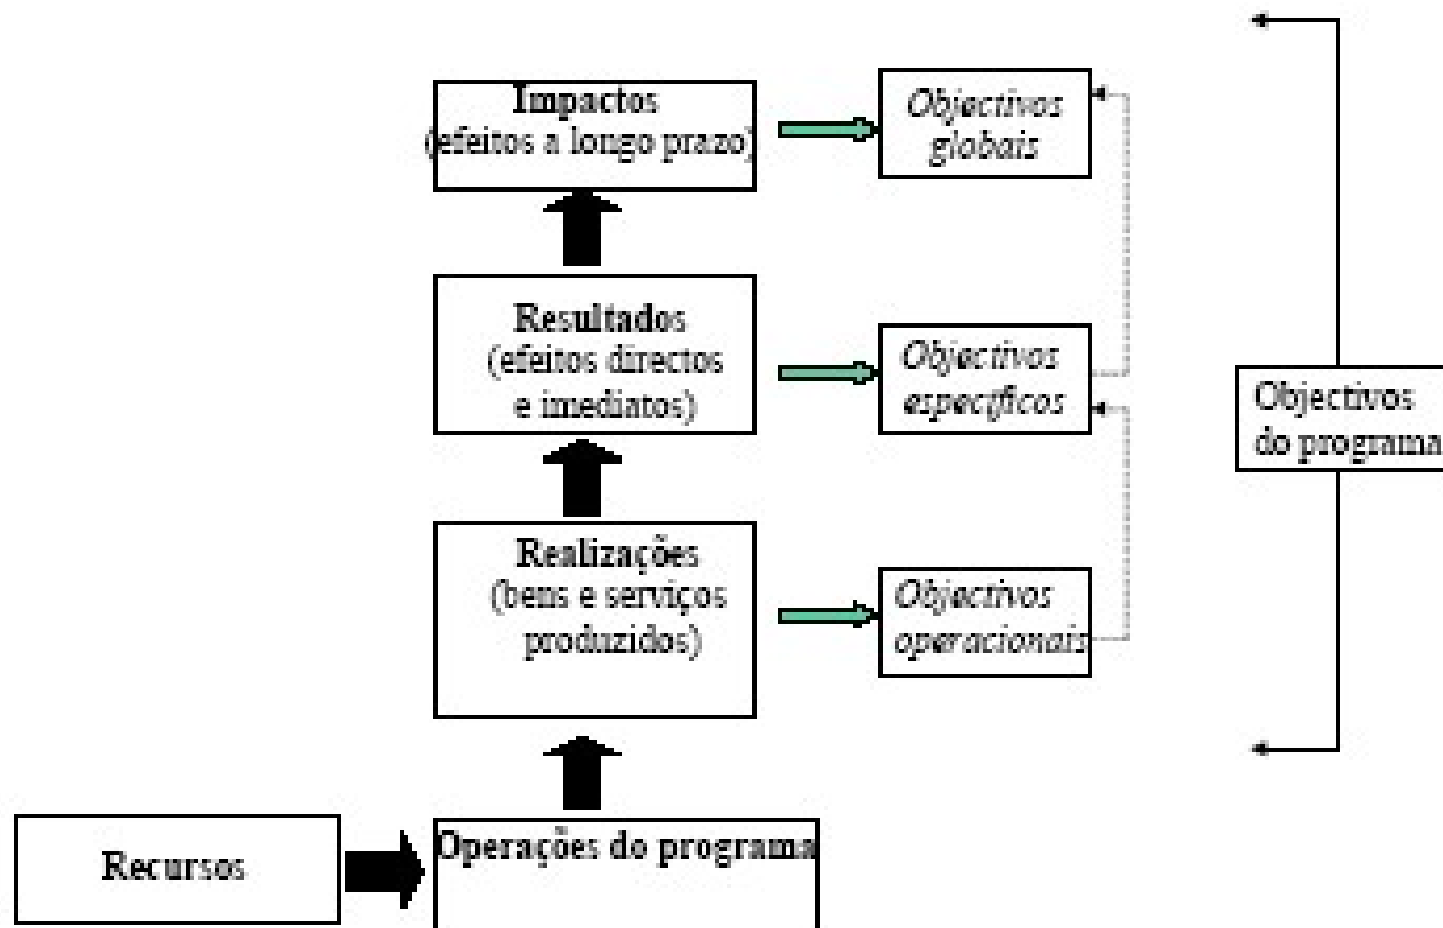 Impactos
(efeitos a longo prazo)
Objectivos
globais
Resultados
(efeitos directos
e imediatos)
Objectivos
específicos
Objectivos
do programa
Realizações
(bens e serviços
produzidos)
Objectivos
operacionais
Recursos
Operações do programa